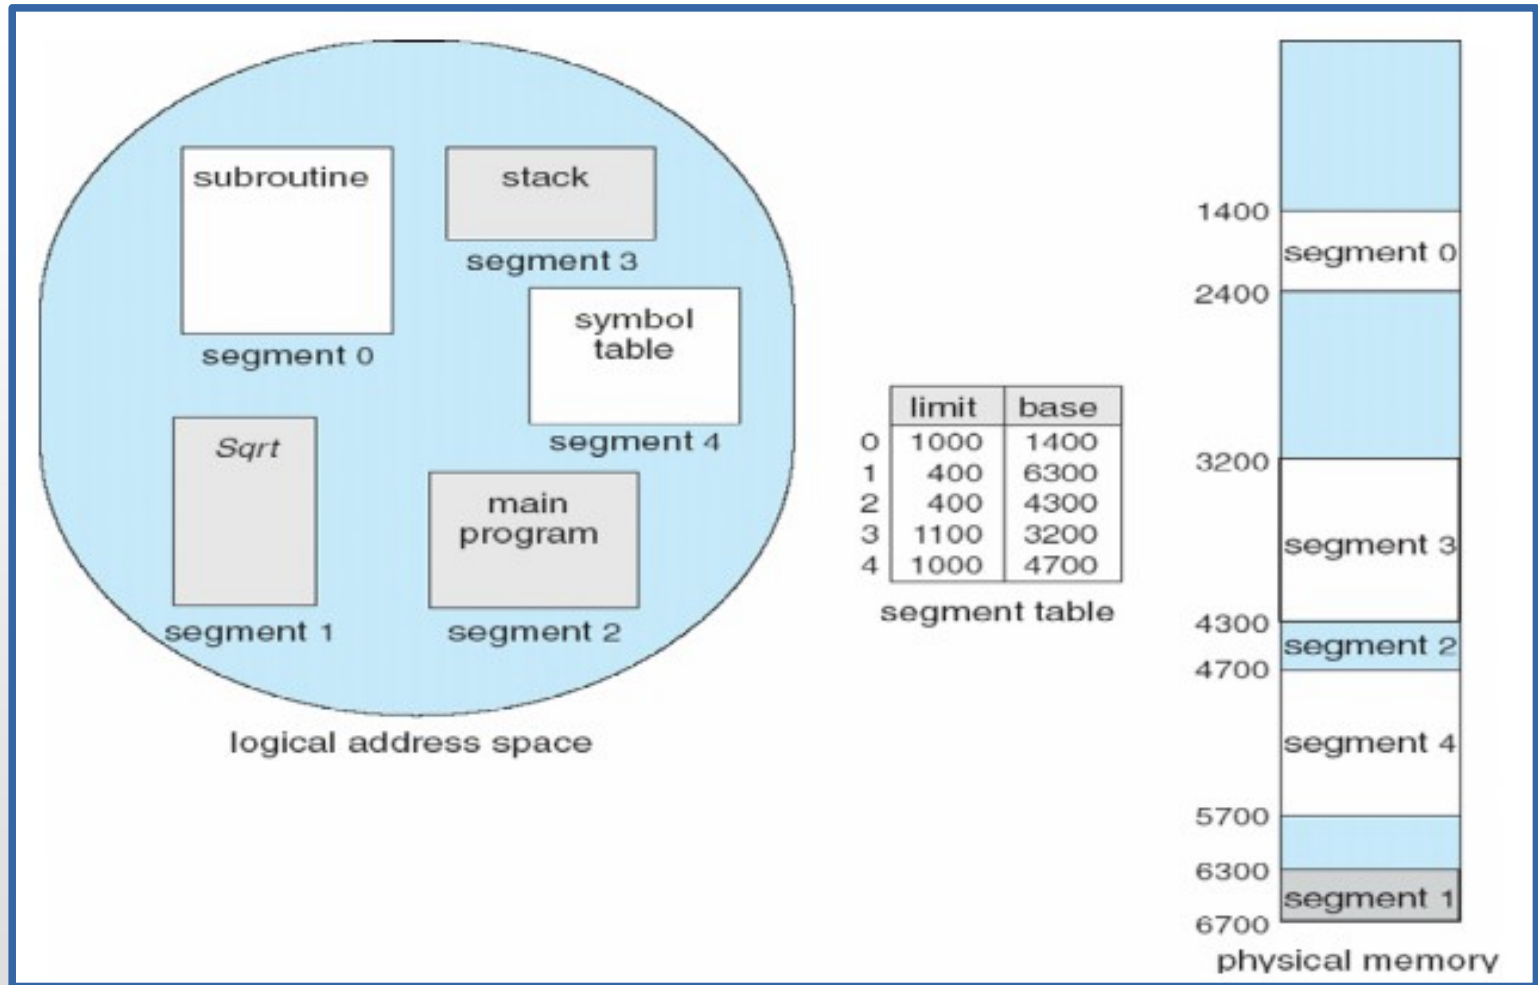 subroutine
segment 0
stack
segment 3
symbol
table
segment 4
Sqrt
segment 1
main
program
segment 2
logical address space
limit base
0 1000 1400
1 400 6300
2 400 4300
3 1100 3200
4 1000 4700
segment table
1400
segment 0
2400
3200
segment 3
4300
segment 2
4700
segment 4
5700
6300
segment 1
6700
physical memory